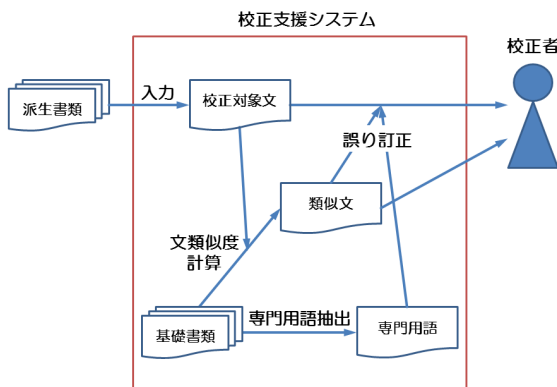 校正支援システム
校正者
派生書類
入力
校正対象文
誤り訂正
類似文
文類似度
計算
基礎書類
専門用語抽出
専門用語